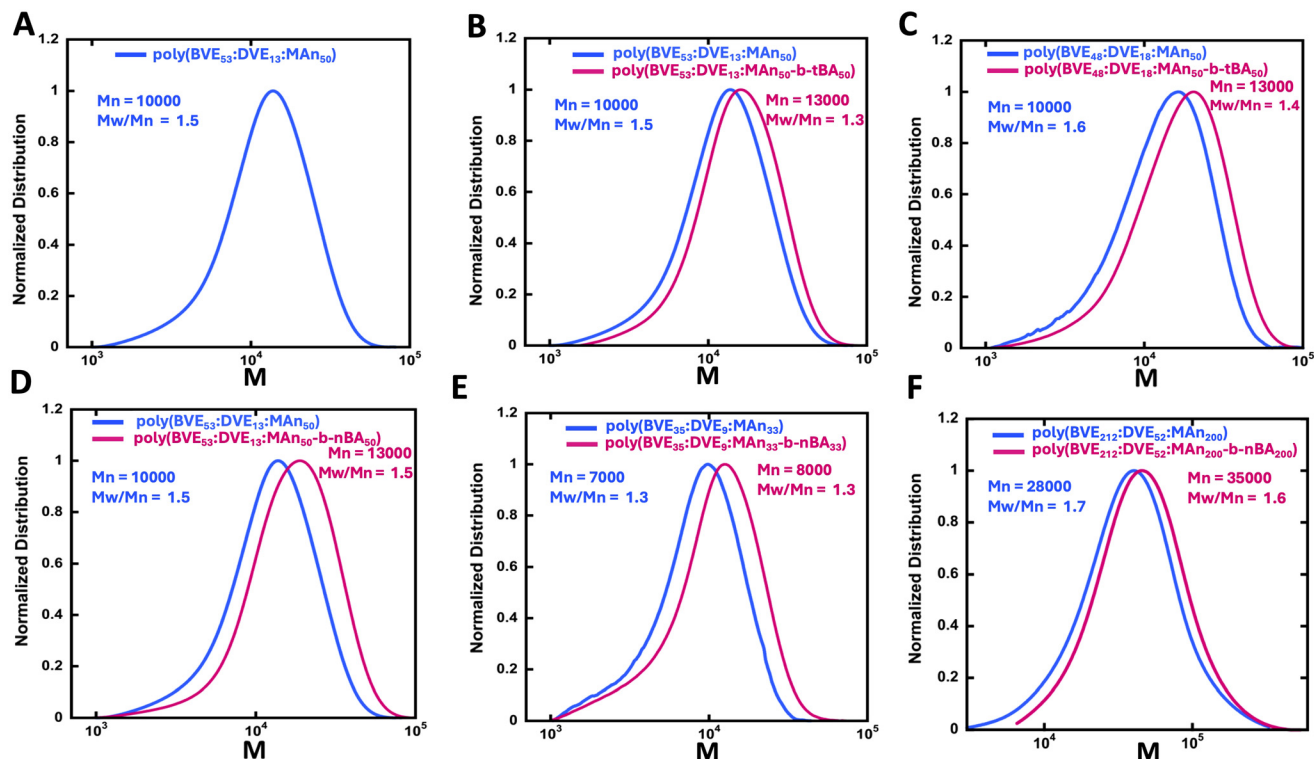 A
poly(BVE₅₃:DVE₁₃:MAn₅₀)
Mn = 10000
Mw/Mn = 1.5
Normalized Distribution
1.2
1
0.8
0.6
0.4
0.2
0
10³
10⁴
10⁵
M
B
poly(BVE₅₃:DVE₁₃:MAn₅₀)
poly(BVE₅₃:DVE₁₃:MAn₅₀-b-tBA₅₀)
Mn = 10000
Mw/Mn = 1.5
Mn = 13000
Mw/Mn = 1.3
Normalized Distribution
1.2
1
0.8
0.6
0.4
0.2
0
10³
10⁴
10⁵
M
C
poly(BVE₄₈:DVE₁₈:MAn₅₀)
poly(BVE₄₈:DVE₁₈:MAn₅₀-b-tBA₅₀)
Mn = 10000
Mw/Mn = 1.6
Mn = 13000
Mw/Mn = 1.4
Normalized Distribution
1.2
1
0.8
0.6
0.4
0.2
0
10³
10⁴
10⁵
M
D
poly(BVE₅₃:DVE₁₃:MAn₅₀)
poly(BVE₅₃:DVE₁₃:MAn₅₀-b-nBA₅₀)
Mn = 10000
Mw/Mn = 1.5
Mn = 13000
Mw/Mn = 1.5
Normalized Distribution
1.2
1
0.8
0.6
0.4
0.2
0
10³
10⁴
10⁵
M
E
poly(BVE₃₅:DVE₉:MAn₃₃)
poly(BVE₃₅:DVE₉:MAn₃₃-b-nBA₃₃)
Mn = 7000
Mw/Mn = 1.3
Mn = 8000
Mw/Mn = 1.3
Normalized Distribution
1.2
1
0.8
0.6
0.4
0.2
0
10³
10⁴
10⁵
M
F
poly(BVE₂₁₂:DVE₅₂:MAn₂₀₀)
poly(BVE₂₁₂:DVE₅₂:MAn₂₀₀-b-nBA₂₀₀)
Mn = 28000
Mw/Mn = 1.7
Mn = 35000
Mw/Mn = 1.6
Normalized Distribution
1.2
1
0.8
0.6
0.4
0.2
0
10⁴
10⁵
M